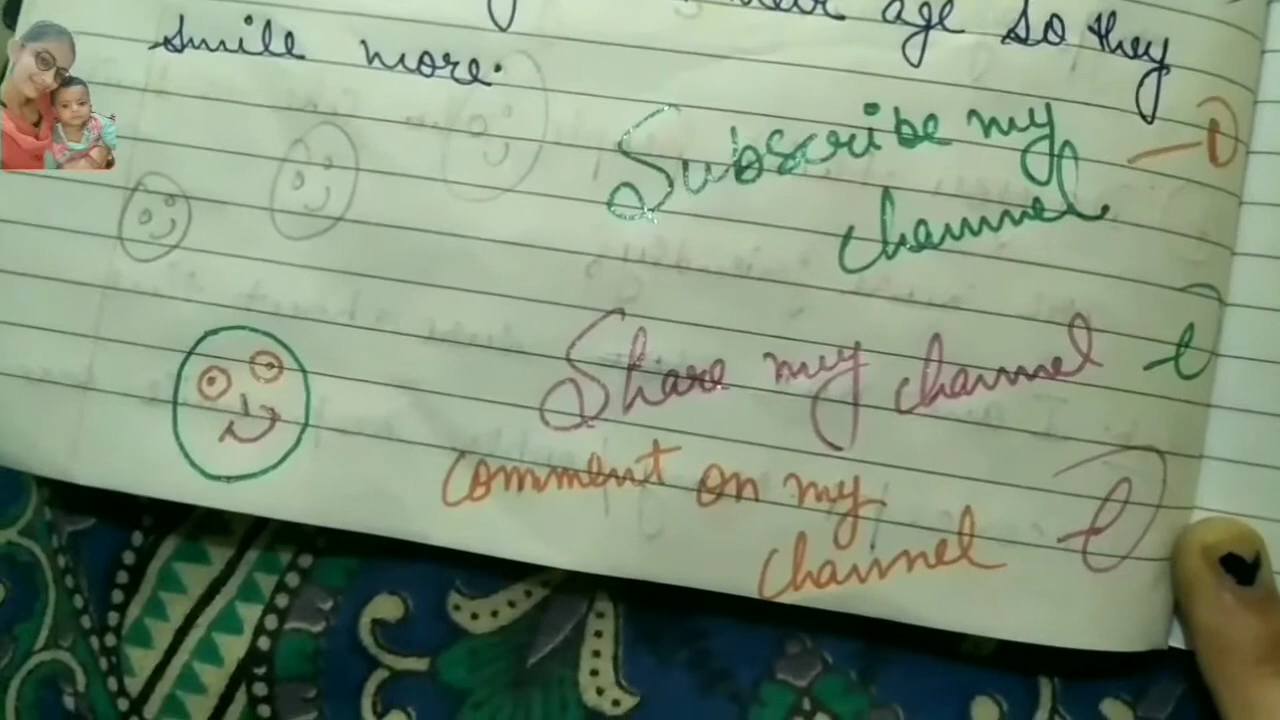 age so they
smile more.
Subscribe my
channel
Share my channel
comment on my
channel